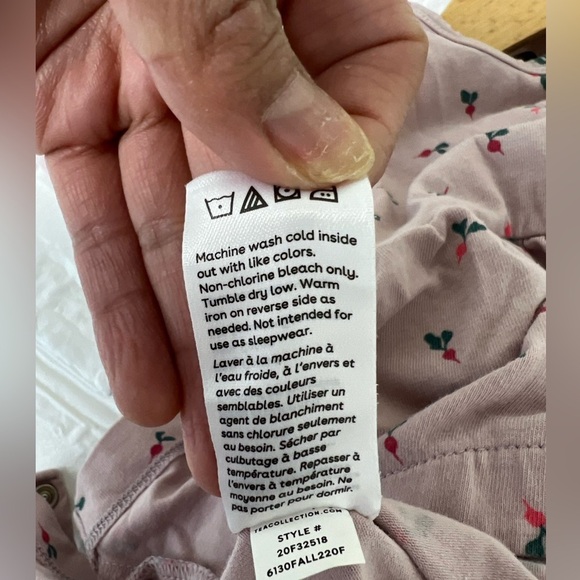 Machine wash cold inside
out with like colors.
Non-chlorine bleach only.
Tumble dry low. Warm
iron on reverse side as
needed. Not intended for
use as sleepwear.
Laver à la machine à
l'eau froide, à l'envers et
avec des couleurs
semblables. Utiliser un
agent de blanchiment
sans chlorure seulement
au besoin. Sécher par
culbutage à basse
température. Repasser à
l'envers à température
moyenne au besoin. Ne
pas porter pour dormir.
TEACOLLECTION.COM
STYLE #
20F32518
6130FALL220F